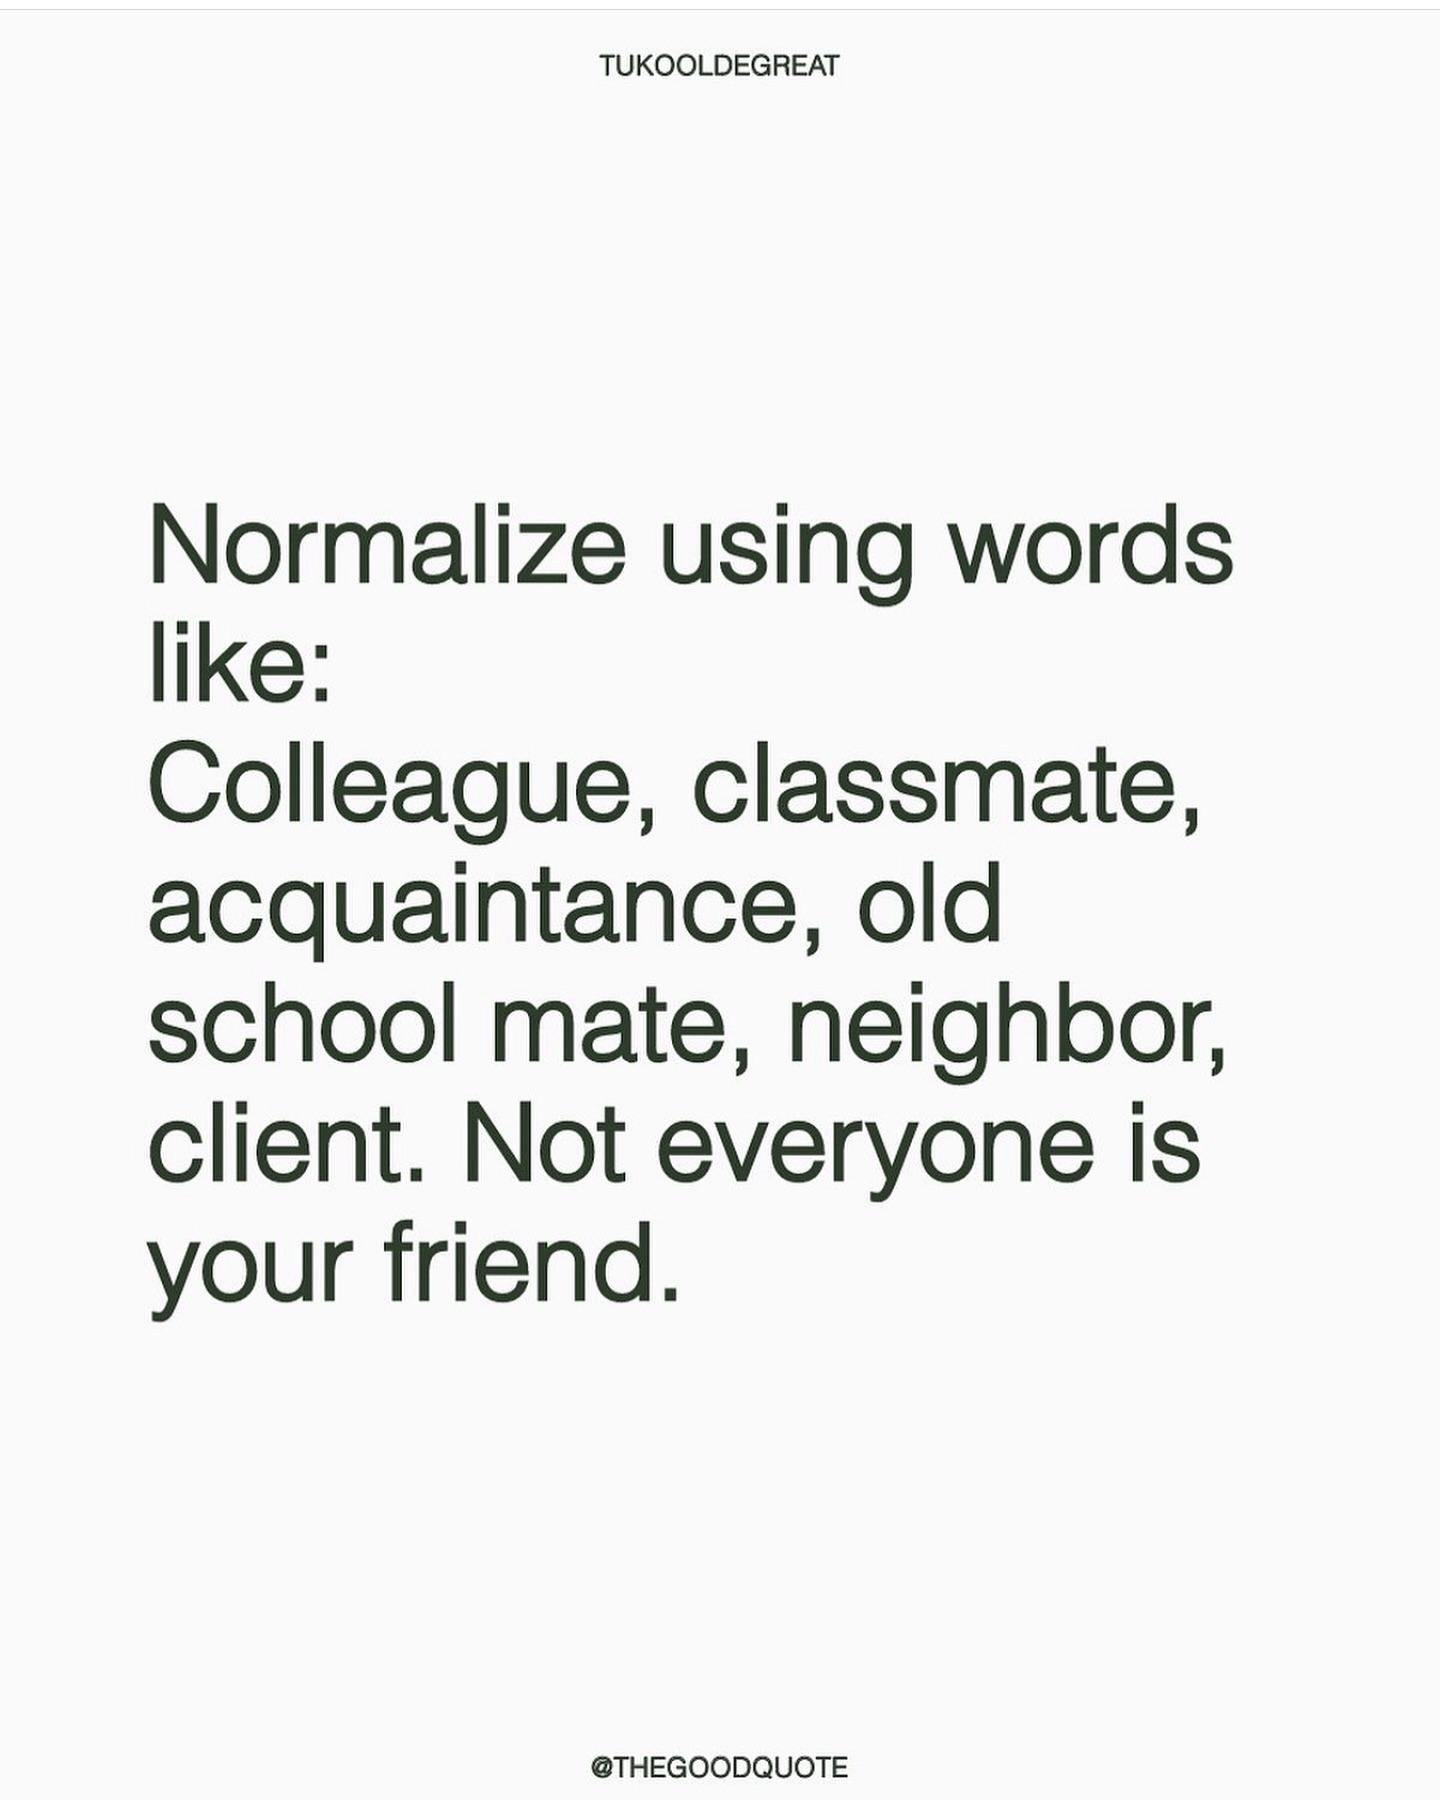 TUKOOLDEGREAT
Normalize using words
like:
Colleague, classmate,
acquaintance, old
school mate, neighbor,
client. Not everyone is
your friend.
@THEGOODQUOTE